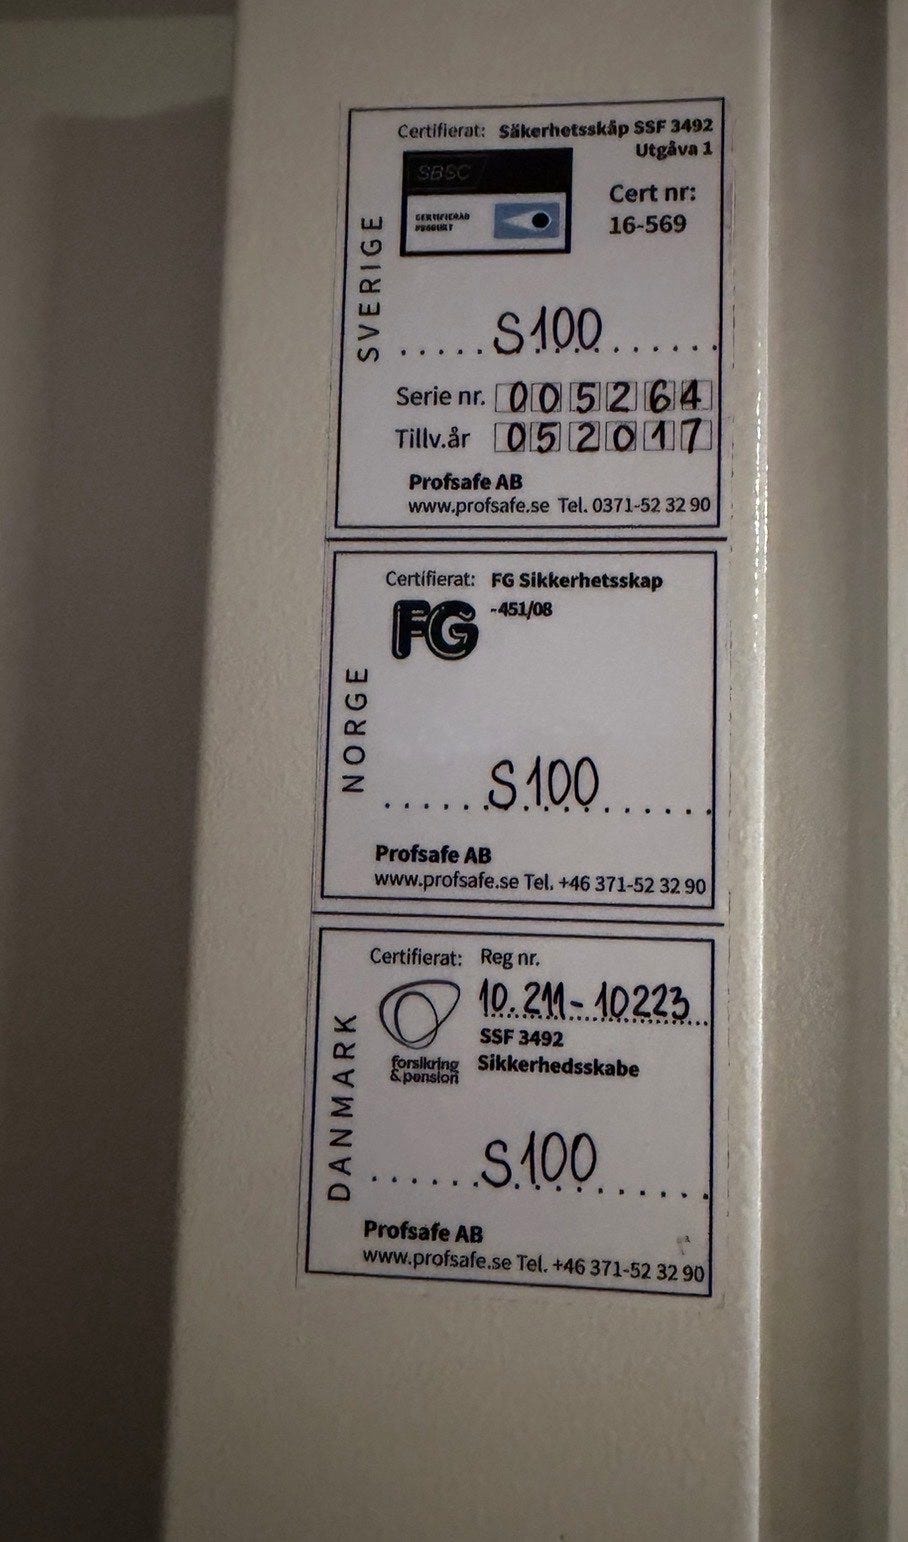 SVERIGE
Certifierat: Säkerhetsskåp SSF 3492
Utgåva 1
SBSC
CERTIFIERAD
PRODUKT
Cert nr:
16-569
.....S100.......
Serie nr. 005264
Tillv.år 052017
Profsafe AB
www.profsafe.se Tel. 0371-52 32 90
NORGE
Certifierat: FG Sikkerhetsskap
FG -451/08
......S100......
Profsafe AB
www.profsafe.se Tel. +46 371-52 32 90
DANMARK
Certifierat: Reg nr.
10.211-10223
SSF 3492
Sikkerhedsskabe
forsikring
&pension
......S100......
Profsafe AB
www.profsafe.se Tel. +46 371-52 32 90